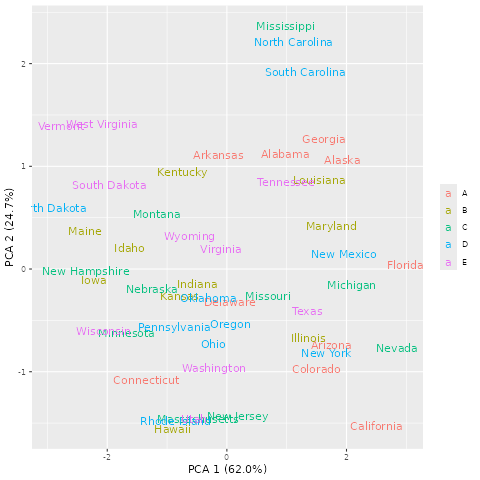 Mississippi
North Carolina
2
South Carolina
Vermont
West Virginia
Georgia
Arkansas
Alabama
Alaska
1
Kentucky
Louisiana
South Dakota
Tennessee
a A
a B
a C
a D
a E
th Dakota
Montana
Maine
Maryland
Wyoming
Idaho
Virginia
New Mexico
Florida
0
New Hampshire
Iowa
Indiana
Michigan
Nebraska
Kansas
Oklahoma
Missouri
Delaware
Texas
Oregon
Pennsylvania
Wisconsin
Minnesota
Illinois
Ohio
Arizona
New York
Nevada
Washington
Colorado
-1
Connecticut
Massachusetts
New Jersey
Rhode Island
Hawaii
California
-2
0
2
PCA 1 (62.0%)
PCA 2 (24.7%)